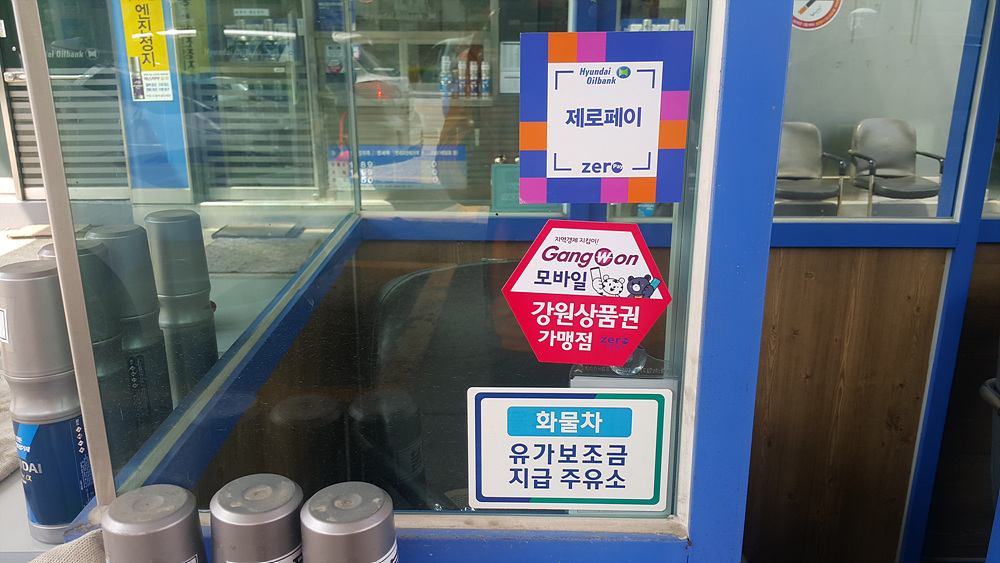 엔진정지
Oilbank
Hyundai
Oilbank
제로페이
zero Pay
지역경제 지킴이!
GangWon
모바일
강원상품권
가맹점 zero
화물차
유가보조금
지급 주유소
DAI